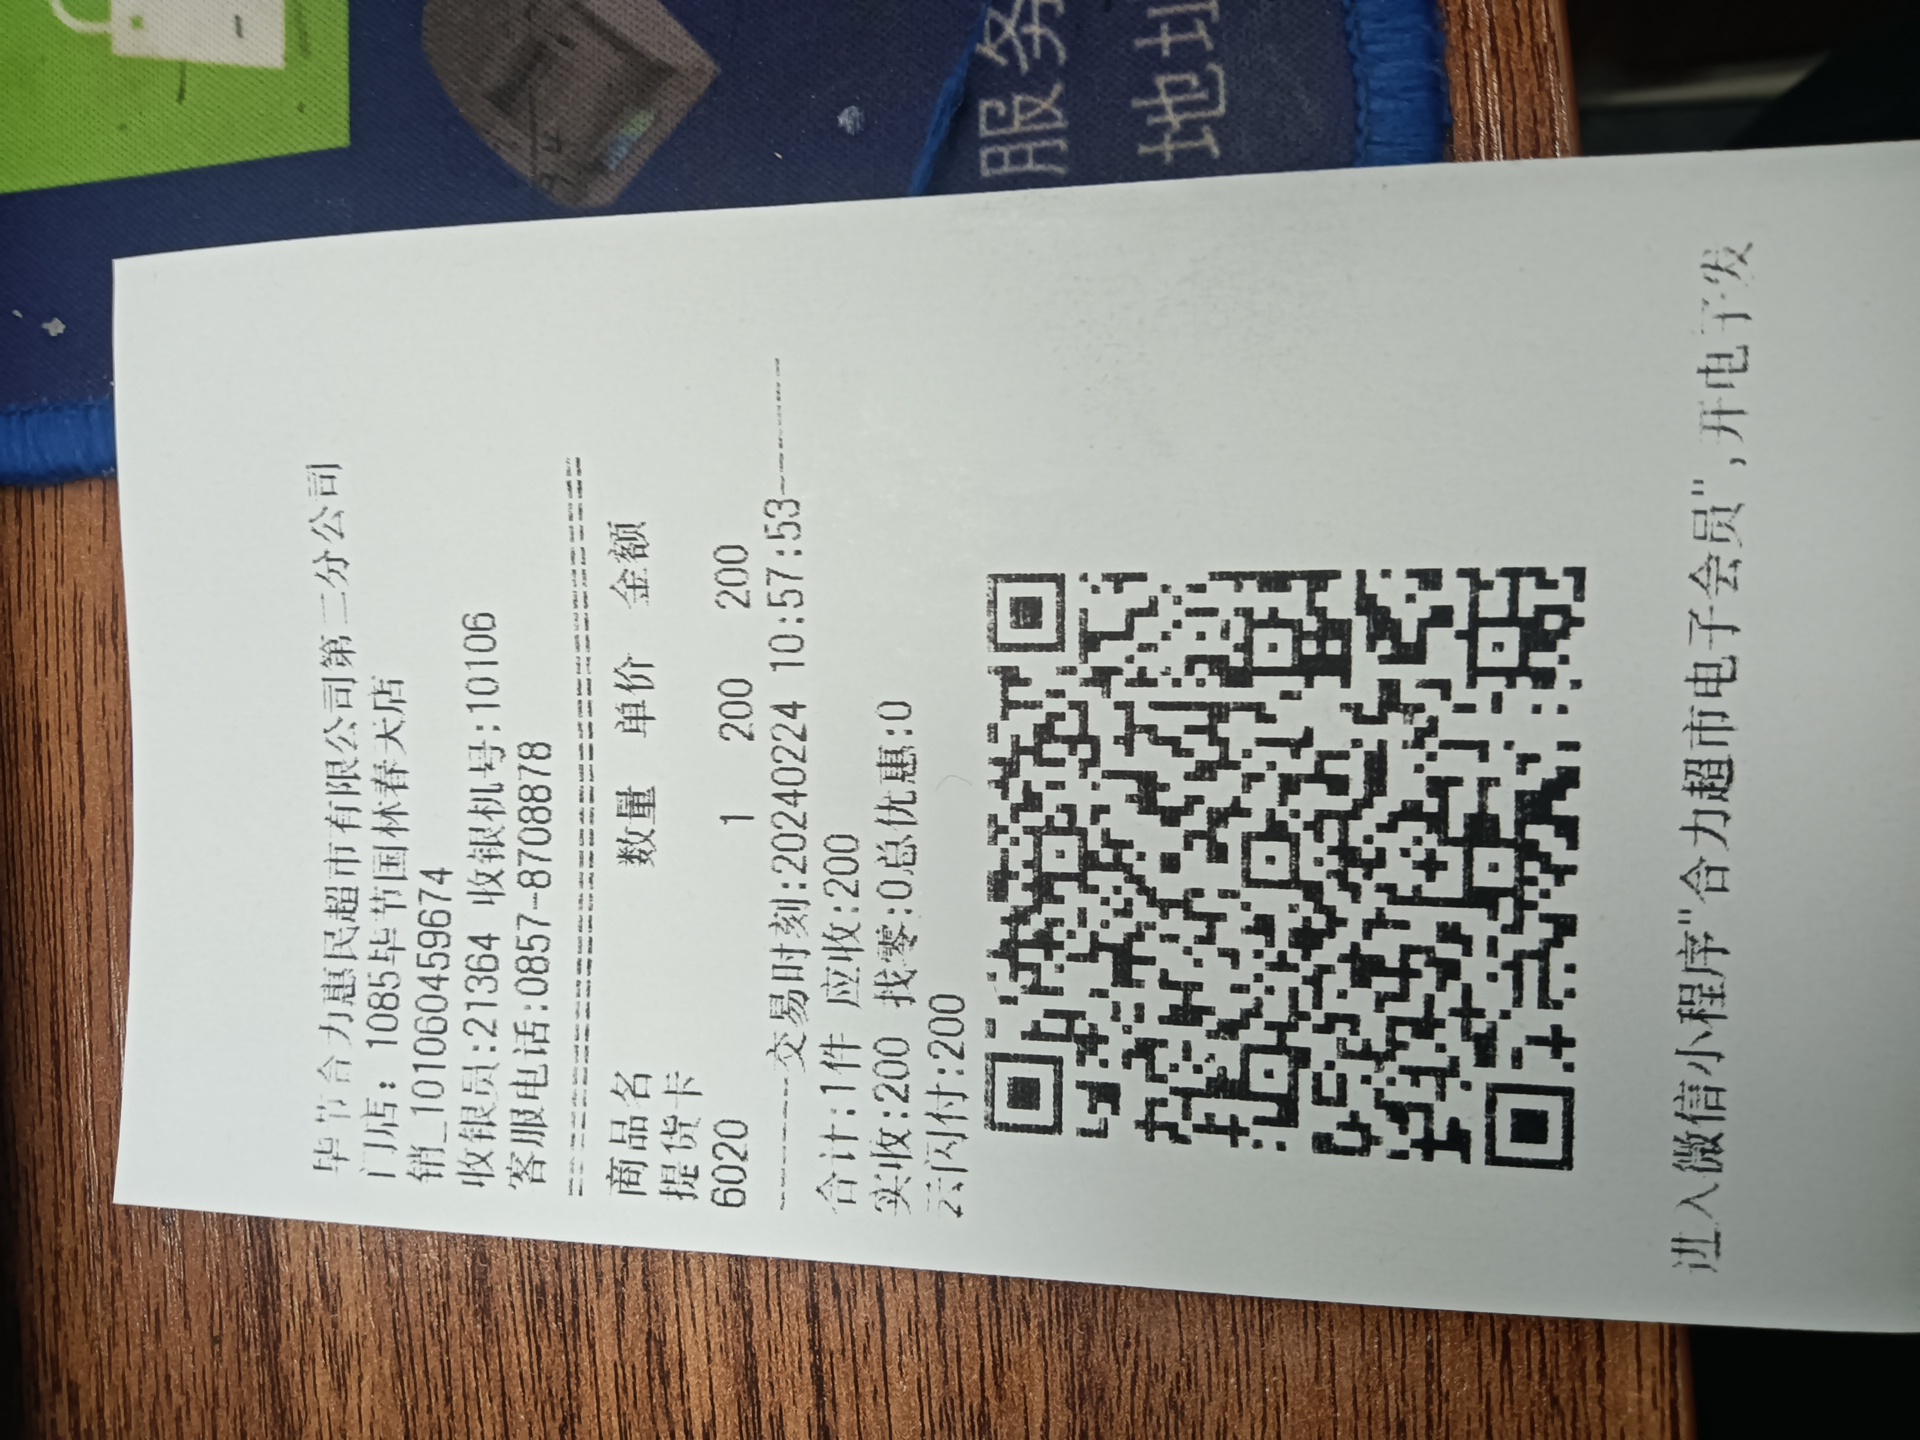 毕节合力惠民超市有限公司第二分公司
门店：1085毕节国林春天店
销_101060459674
收银员:21364 收银机号:10106
客服电话:0857-8708878
商品名 数量 单价 金额
提货卡
6020 1 200 200
交易时刻:20240224 10:57:53
合计:1件 应收:200
实收:200 找零:0总优惠:0
云闪付:200
进入微信小程序"合力超市电子会员",开电子发
服务
地址